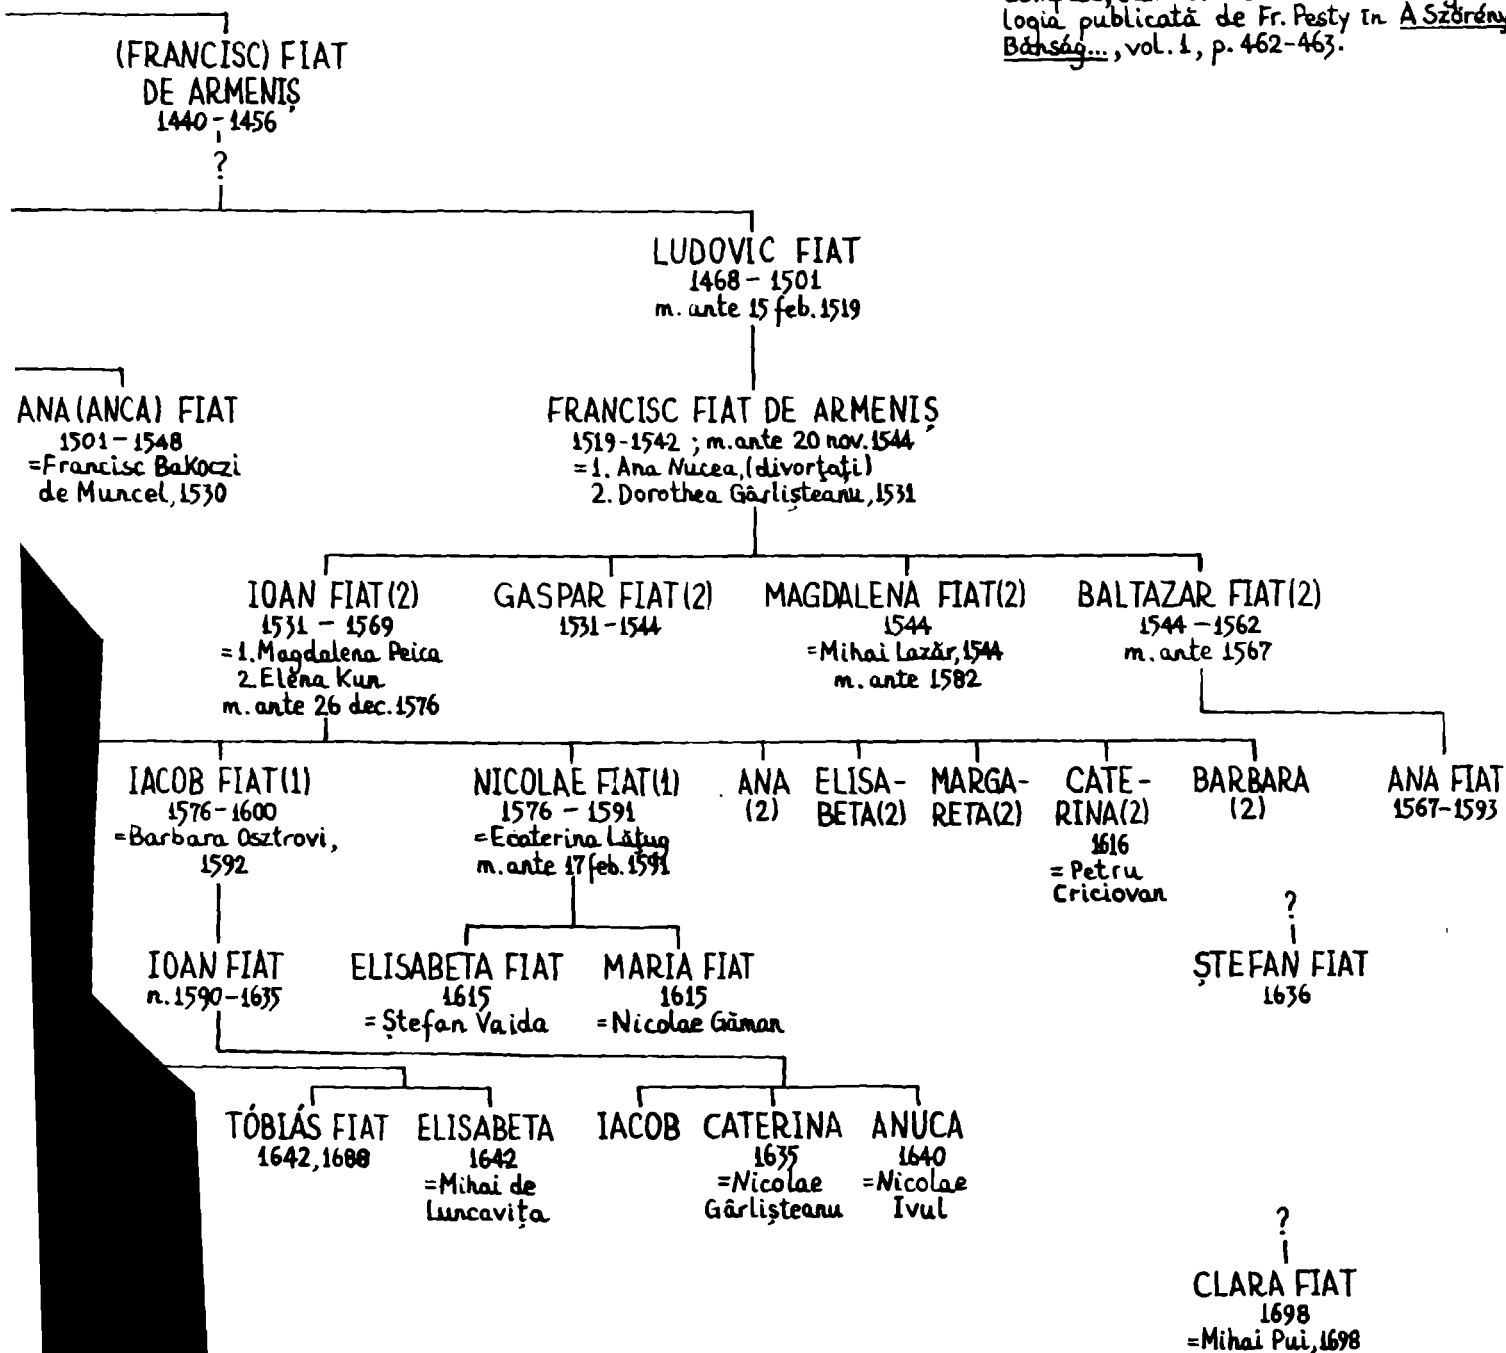 logia publicată de Fr. Pesty în A Szörény
Bánság..., vol. 1, p. 462-463.
(FRANCISC) FIAT
DE ARMENIȘ
1440 - 1456
?
LUDOVIC FIAT
1468 - 1501
m. ante 15 feb. 1519
ANA (ANCA) FIAT
1501 - 1548
=Francisc Bakoczi
de Muncel, 1530
FRANCISC FIAT DE ARMENIȘ
1519-1542 ; m. ante 20 nov. 1544
=1. Ana Nucea, (divorțați)
2. Dorothea Gârlișteanu, 1531
IOAN FIAT (2)
1531 - 1569
=1. Magdalena Peica
2. Elena Kun
m. ante 26 dec. 1576
GASPAR FIAT (2)
1531-1544
MAGDALENA FIAT (2)
1544
=Mihai Lazăr, 1544
m. ante 1582
BALTAZAR FIAT (2)
1544-1562
m. ante 1567
IACOB FIAT (1)
1576-1600
=Barbara Osztrovi,
1592
NICOLAE FIAT (1)
1576 - 1591
=Ecaterina Lățug
m. ante 17 feb. 1591
ANA
(2)
ELISA-
BETA (2)
MARGA-
RETA (2)
CATE-
RINA (2)
1616
= Petru
Criciovan
BARBARA
(2)
ANA FIAT
1567-1593
IOAN FIAT
n. 1590-1635
ELISABETA FIAT
1615
= Ștefan Vaida
MARIA FIAT
1615
=Nicolae Găman
?
ȘTEFAN FIAT
1636
TÓBIÁS FIAT
1642, 1688
ELISABETA
1642
=Mihai de
Luncavița
IACOB
CATERINA
1635
=Nicolae
Gârlișteanu
ANUCA
1640
=Nicolae
Ivul
?
CLARA FIAT
1698
=Mihai Pui, 1698